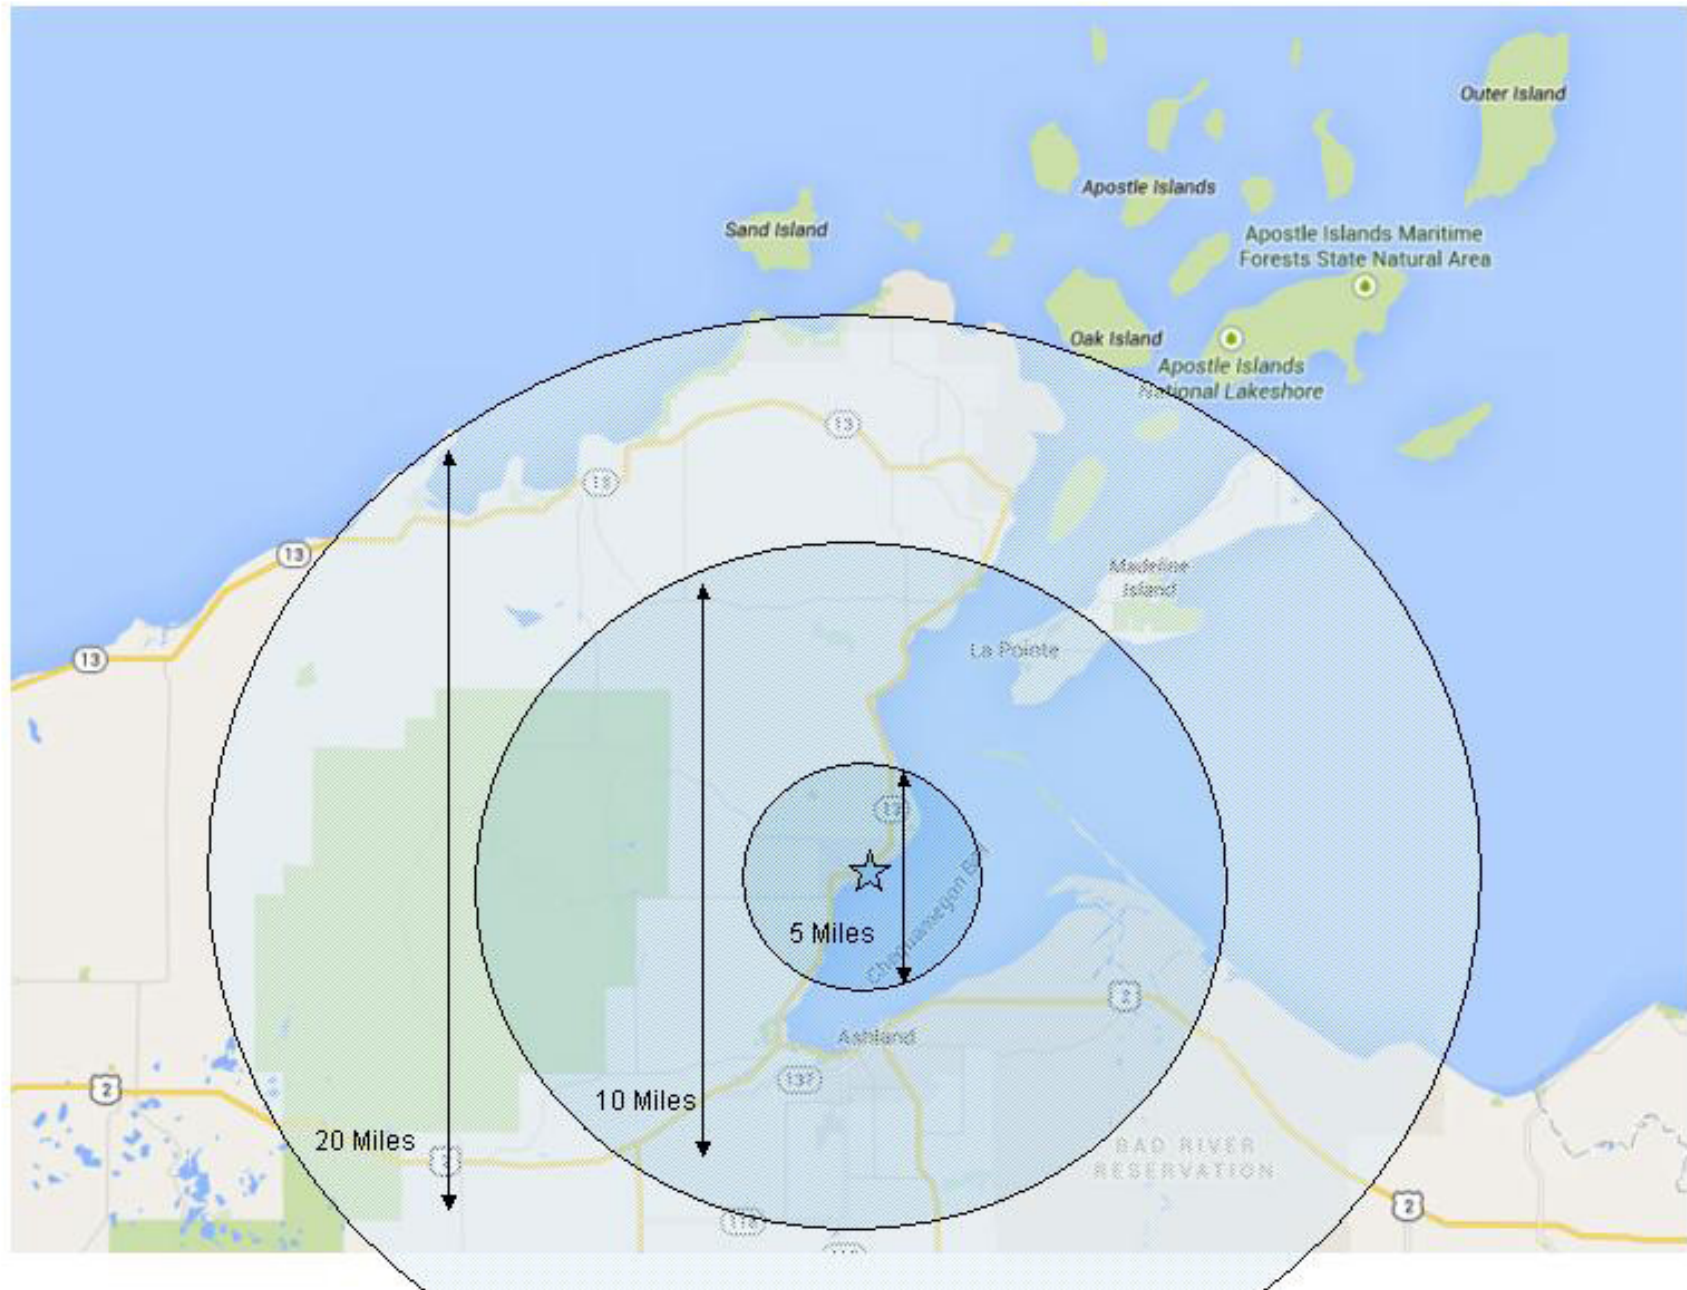 Outer Island
Apostle Islands
Sand Island
Apostle Islands Maritime
Forests State Natural Area
Oak Island
Apostle Islands
National Lakeshore
13
13
13
Madeline
Island
La Pointe
13
13
5 Miles
Chequamegon Bay
2
Ashland
137
2
10 Miles
20 Miles
2
BAD RIVER
RESERVATION
2
118